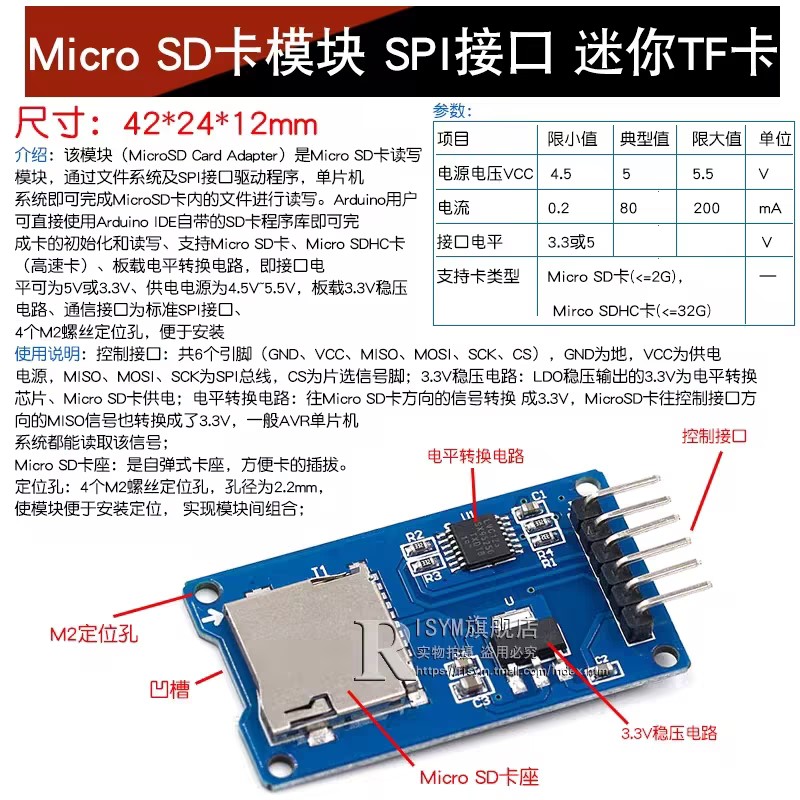 Micro SD卡模块 SPI接口 迷你TF卡
尺寸：42*24*12mm
介绍：该模块（MicroSD Card Adapter）是Micro SD卡读写
模块，通过文件系统及SPI接口驱动程序，单片机
系统即可完成MicroSD卡内的文件进行读写。Arduino用户
可直接使用Arduino IDE自带的SD卡程序库即可完
成卡的初始化和读写、支持Micro SD卡、Micro SDHC卡
（高速卡）、板载电平转换电路，即接口电
平可为5V或3.3V、供电电源为4.5V~5.5V，板载3.3V稳压
电路、通信接口为标准SPI接口、
4个M2螺丝定位孔，便于安装
参数：
项目 限小值 典型值 限大值 单位
电源电压VCC 4.5 5 5.5 V
电流 0.2 80 200 mA
接口电平 3.3或5 V
支持卡类型 Micro SD卡(<=2G), —
Mirco SDHC卡(<=32G)
使用说明：控制接口：共6个引脚（GND、VCC、MISO、MOSI、SCK、CS），GND为地，VCC为供电
电源，MISO、MOSI、SCK为SPI总线，CS为片选信号脚；3.3V稳压电路：LDO稳压输出的3.3V为电平转换
芯片、Micro SD卡供电；电平转换电路：往Micro SD卡方向的信号转换 成3.3V，MicroSD卡往控制接口方
向的MISO信号也转换成了3.3V，一般AVR单片机
系统都能读取该信号；
Micro SD卡座：是自弹式卡座，方便卡的插拔。
定位孔：4个M2螺丝定位孔，孔径为2.2mm，
使模块便于安装定位， 实现模块间组合；
控制接口
电平转换电路
C1
U1
R2
R3
R4
R1
T1
U
C2
C3
M2定位孔
凹槽
R ISYM旗舰店
实物拍摄 盗用必究
https://risym.tmall.com/index.htm
3.3V稳压电路
Micro SD卡座